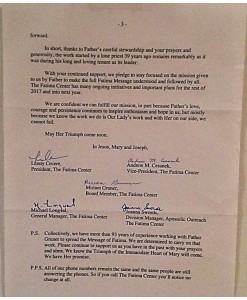 - 3 -
forward.
In short, thanks to Father's careful stewardship and your prayers and
generosity, the work started by a lone priest 39 years ago remains remarkably as it
was during his long and loving tenure as its leader.
With your continued support, we pledge to stay focused on the mission given
to us by Father to make the full Fatima Message understood and followed by all.
The Fatima Center has many ongoing initiatives and important plans for the rest of
2017 and into next year.
We are confident we can fulfill our mission, in part because Father's love,
courage and persistence continues to inspire enthusiasm and hope in us, but mostly
because we know the work we do is Our Lady's work and with Her on our side, we
cannot fail.
May Her Triumph come soon.
In Jesus, Mary and Joseph,
President, The Fatima Center
Andrew M. Cesanek,
Vice-President, The Fatima Center
Miriam
Board Member, The Fatima Center
Michael Longval,
General Manager, The Fatima Center
Joanna
Division Manager, Apostolic Outreach
The Fatima Center
P.S. Collectively, we have more than 93 years of experience working with Father
Gruner to spread the Message of Fatima. We are determined to carry on that
work. Please continue to support us as you have in the past with your prayers
and alms. We know the Triumph of the Immaculate Heart of Mary will come.
We have Her promise.
P.P.S. All of our phone numbers remain the same and the same people are still
answering the phones. So if you call The Fatima Center you'll notice no
change at all.